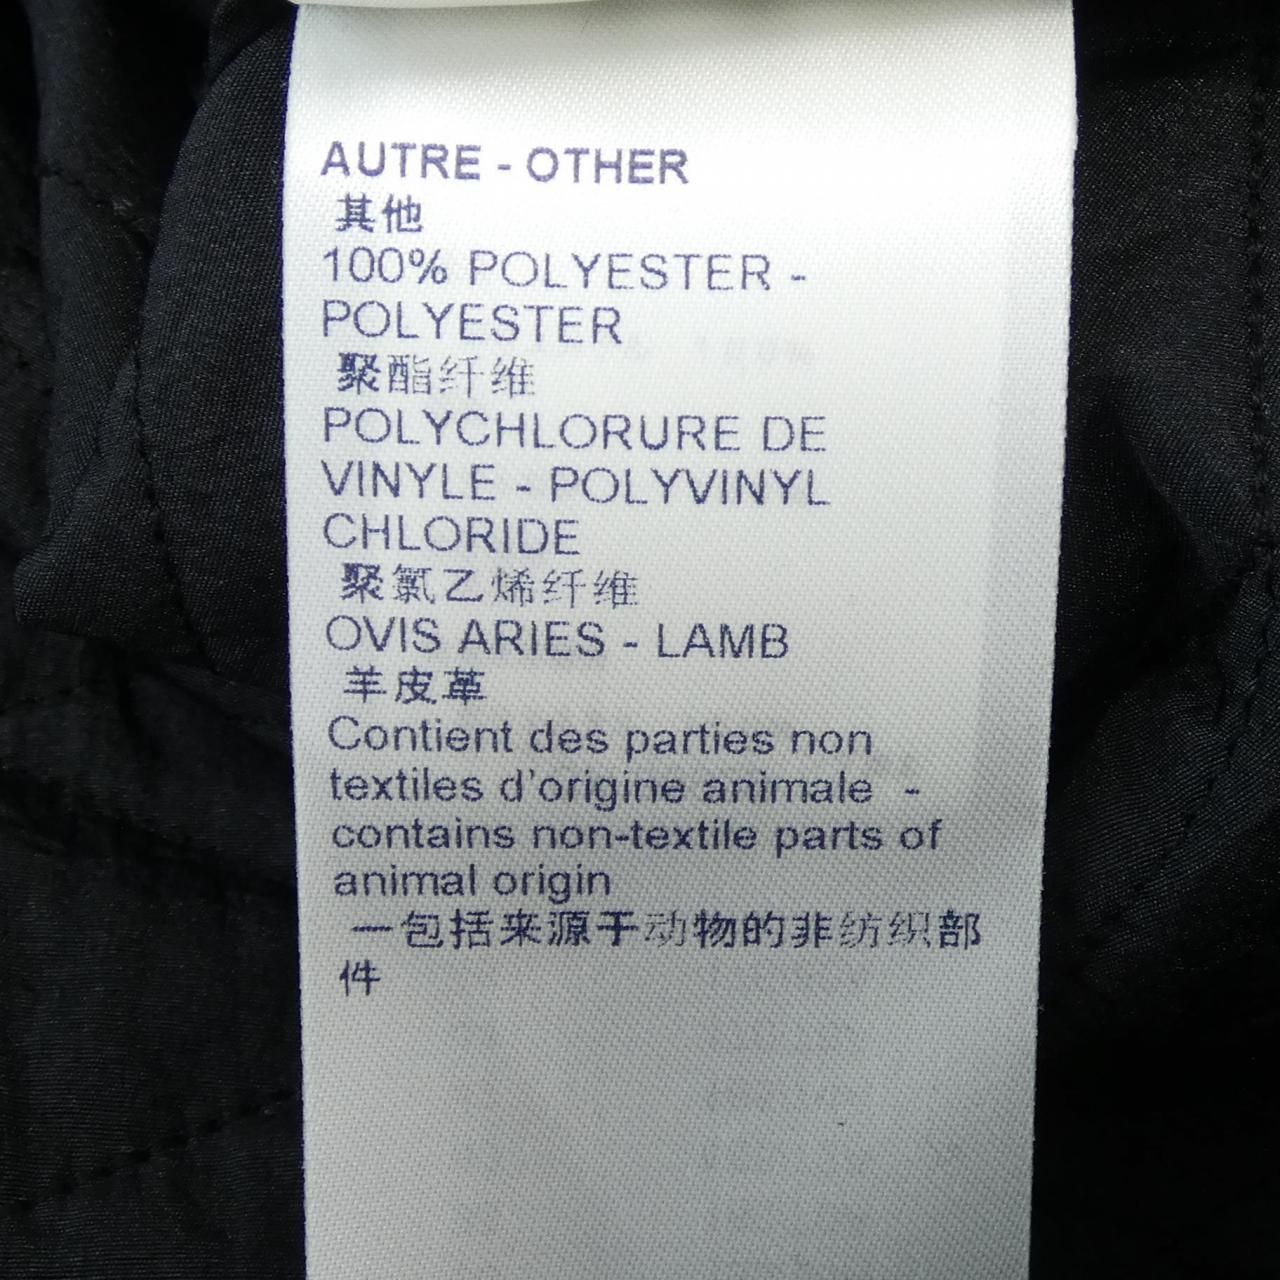 AUTRE - OTHER
其他
100% POLYESTER -
POLYESTER
聚酯纤维
POLYCHLORURE DE
VINYLE - POLYVINYL
CHLORIDE
聚氯乙烯纤维
OVIS ARIES - LAMB
羊皮革
Contient des parties non
textiles d'origine animale -
contains non-textile parts of
animal origin
一包括来源于动物的非纺织部
件